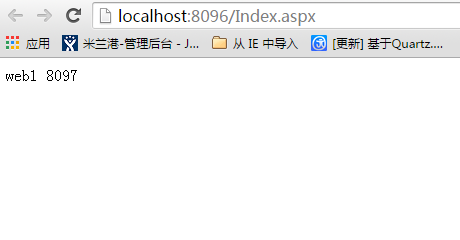 localhost:8096/Index.aspx
应用 米兰港-管理后台 - J... 从 IE 中导入 [更新] 基于Quartz....
web1 8097